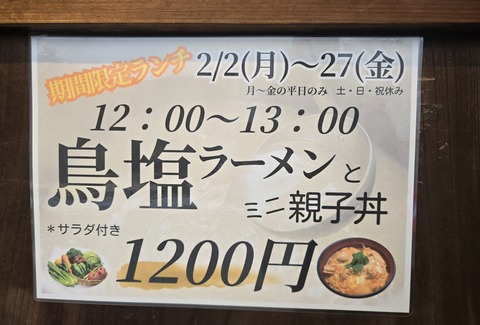 期間限定ランチ 2/2(月)~27(金)
月~金の平日のみ 土・日・祝休み
12:00~13:00
鳥塩ラーメンと
ミニ親子丼
*サラダ付き
1200円